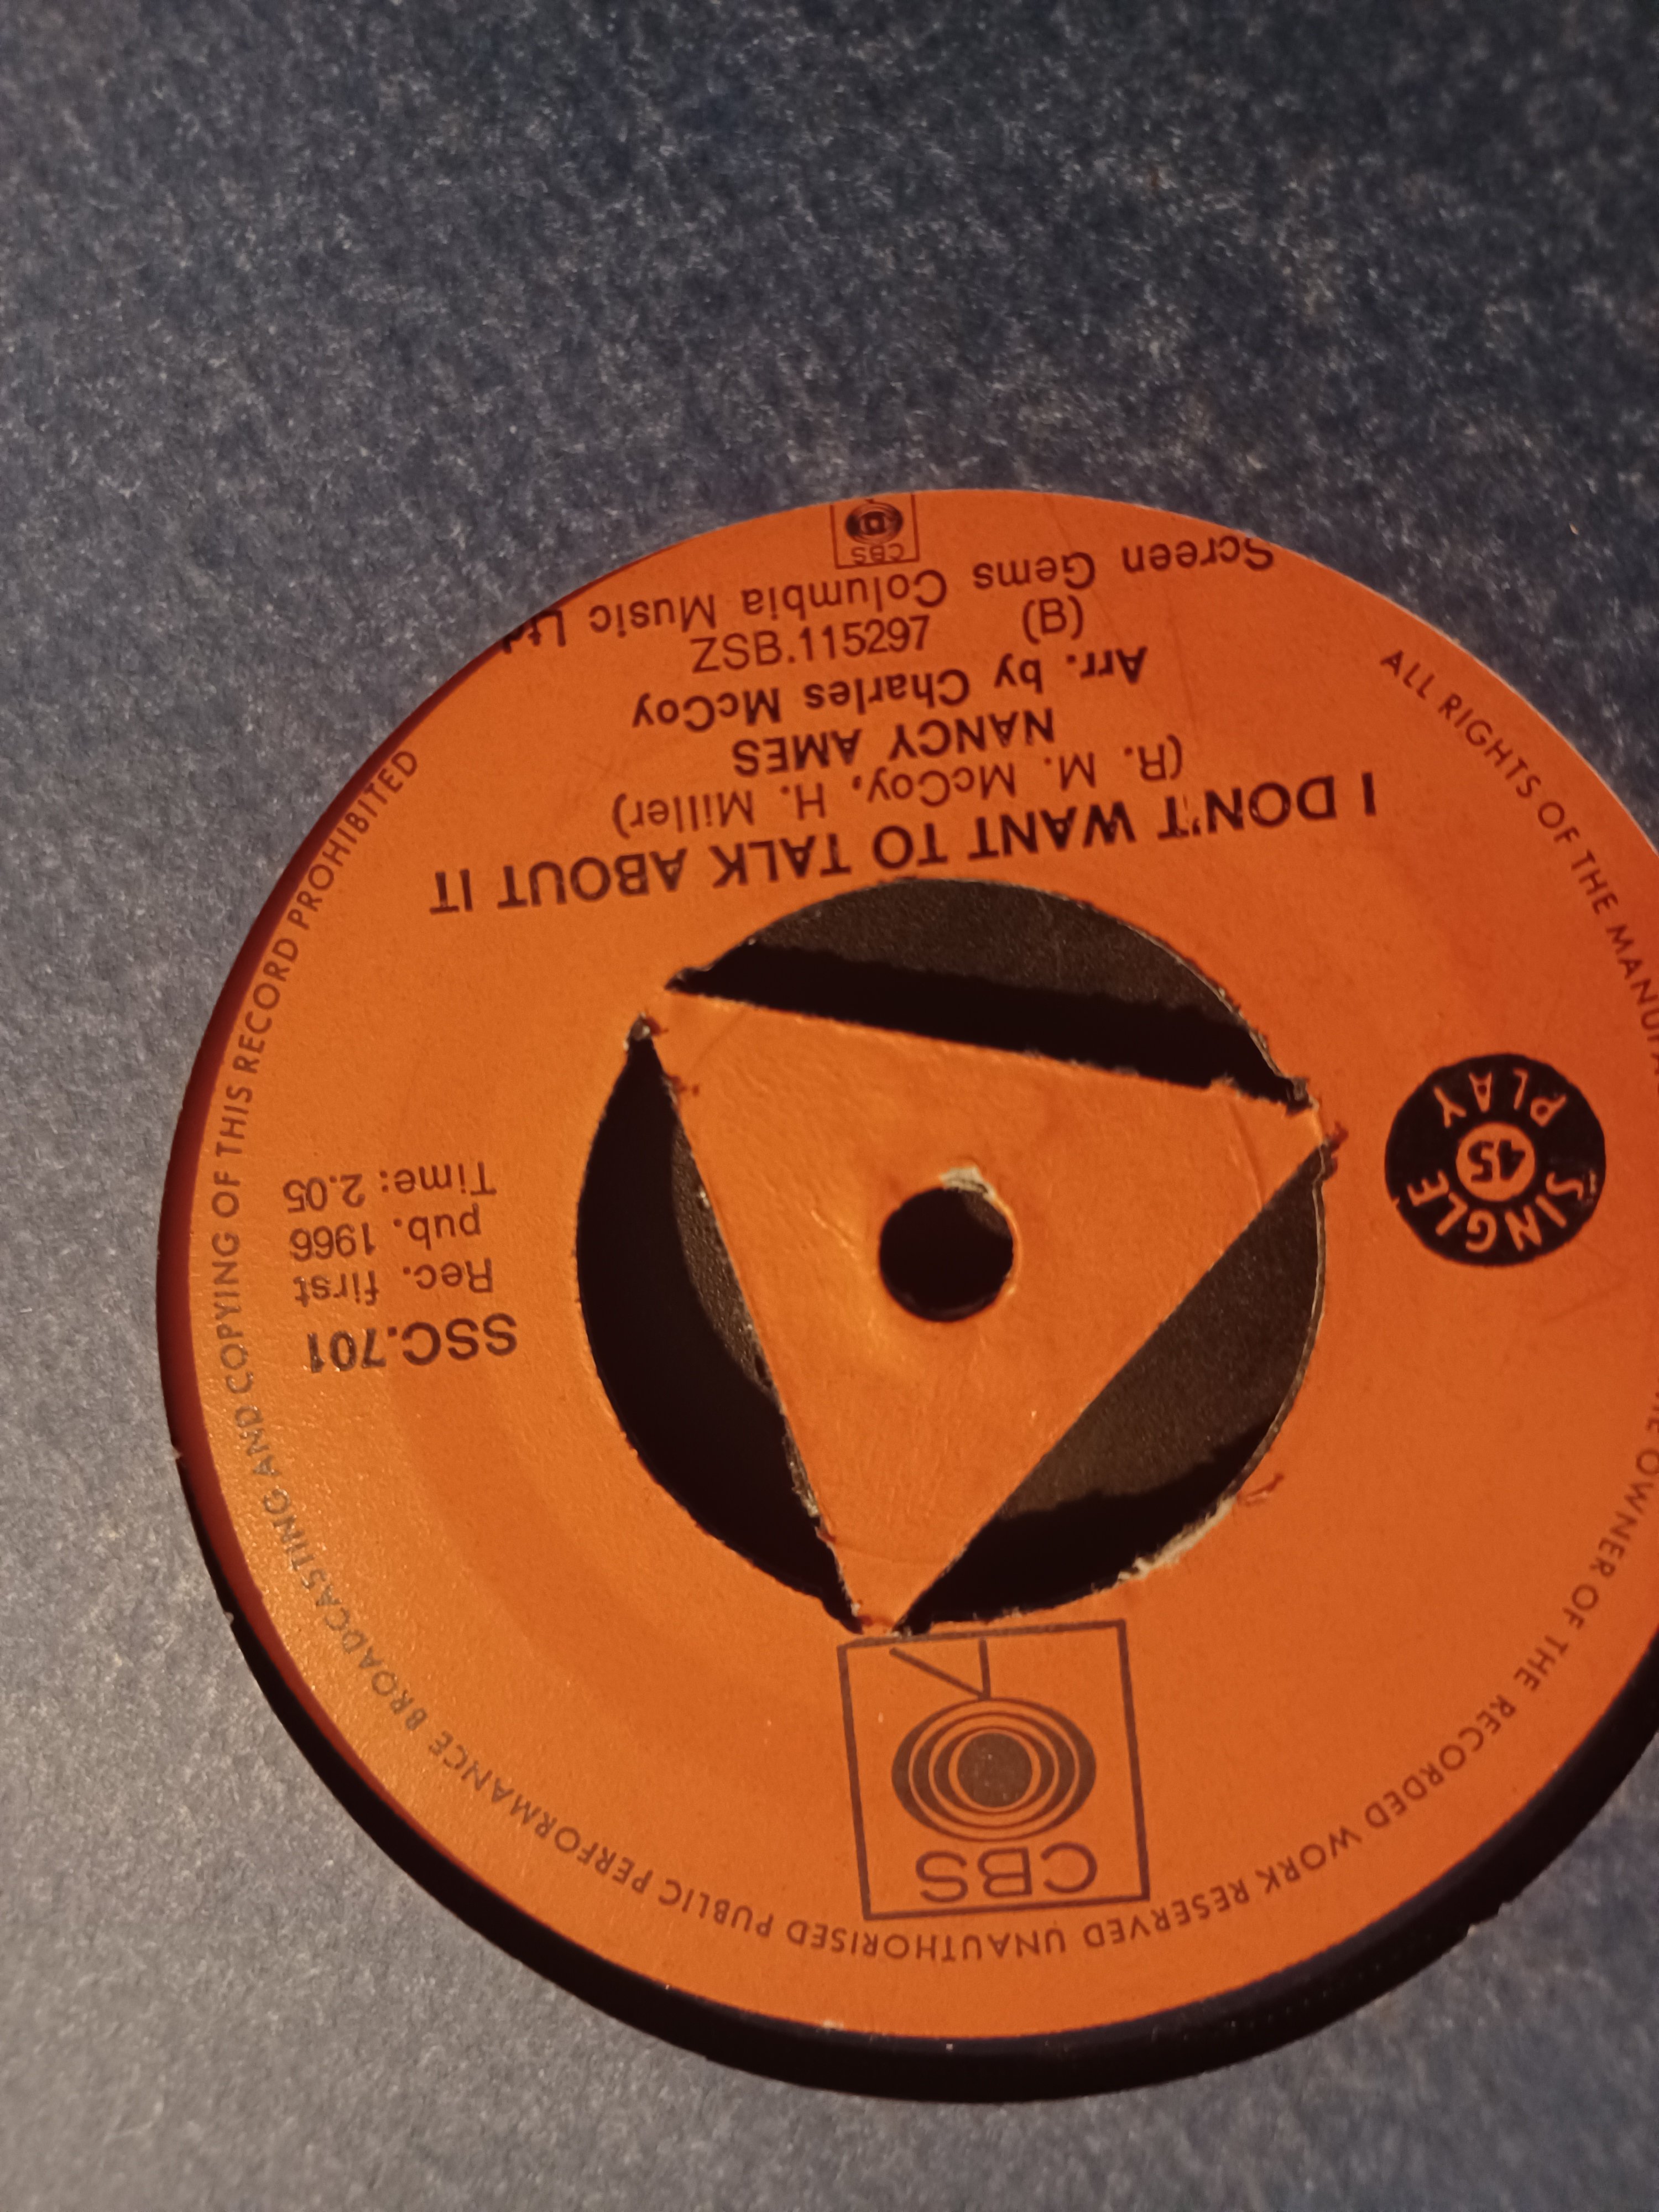 ALL RIGHTS OF THE
OWNER OF THE RECORDED WORK RESERVED UNAUTHORISED PUBLIC PERFORMANCE BROADCASTING AND COPYING OF THIS RECORD PROHIBITED
CBS
SINGLE
45
PLAY
SSC.701
Rec. first
pub. 1966
Time: 2.05
I DON'T WANT TO TALK ABOUT IT
(R. M. McCoy, H. Miller)
NANCY AMES
Arr. by Charles McCoy
(B) ZSB.115297
Screen Gems Columbia Music Ltd
CBS
D